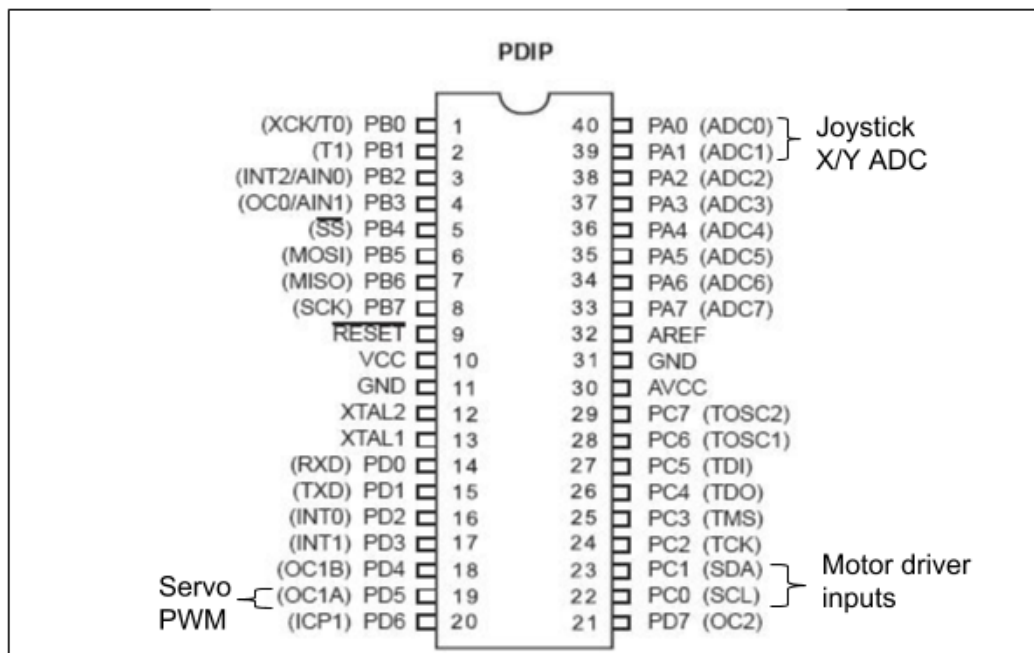 PDIP
(XCK/T0) PB0 1 40 PA0 (ADC0) Joystick
(T1) PB1 2 39 PA1 (ADC1) X/Y ADC
(INT2/AIN0) PB2 3 38 PA2 (ADC2)
(OC0/AIN1) PB3 4 37 PA3 (ADC3)
(SS) PB4 5 36 PA4 (ADC4)
(MOSI) PB5 6 35 PA5 (ADC5)
(MISO) PB6 7 34 PA6 (ADC6)
(SCK) PB7 8 33 PA7 (ADC7)
RESET 9 32 AREF
VCC 10 31 GND
GND 11 30 AVCC
XTAL2 12 29 PC7 (TOSC2)
XTAL1 13 28 PC6 (TOSC1)
(RXD) PD0 14 27 PC5 (TDI)
(TXD) PD1 15 26 PC4 (TDO)
(INT0) PD2 16 25 PC3 (TMS)
(INT1) PD3 17 24 PC2 (TCK)
(OC1B) PD4 18 23 PC1 (SDA) Motor driver
Servo (OC1A) PD5 19 22 PC0 (SCL) inputs
PWM (ICP1) PD6 20 21 PD7 (OC2)